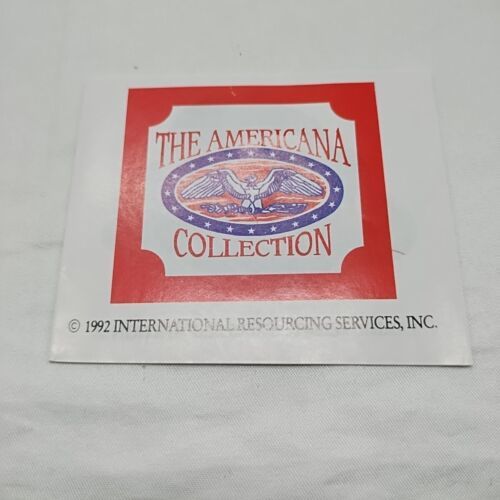 THE AMERICANA
COLLECTION
© 1992 INTERNATIONAL RESOURCING SERVICES, INC.